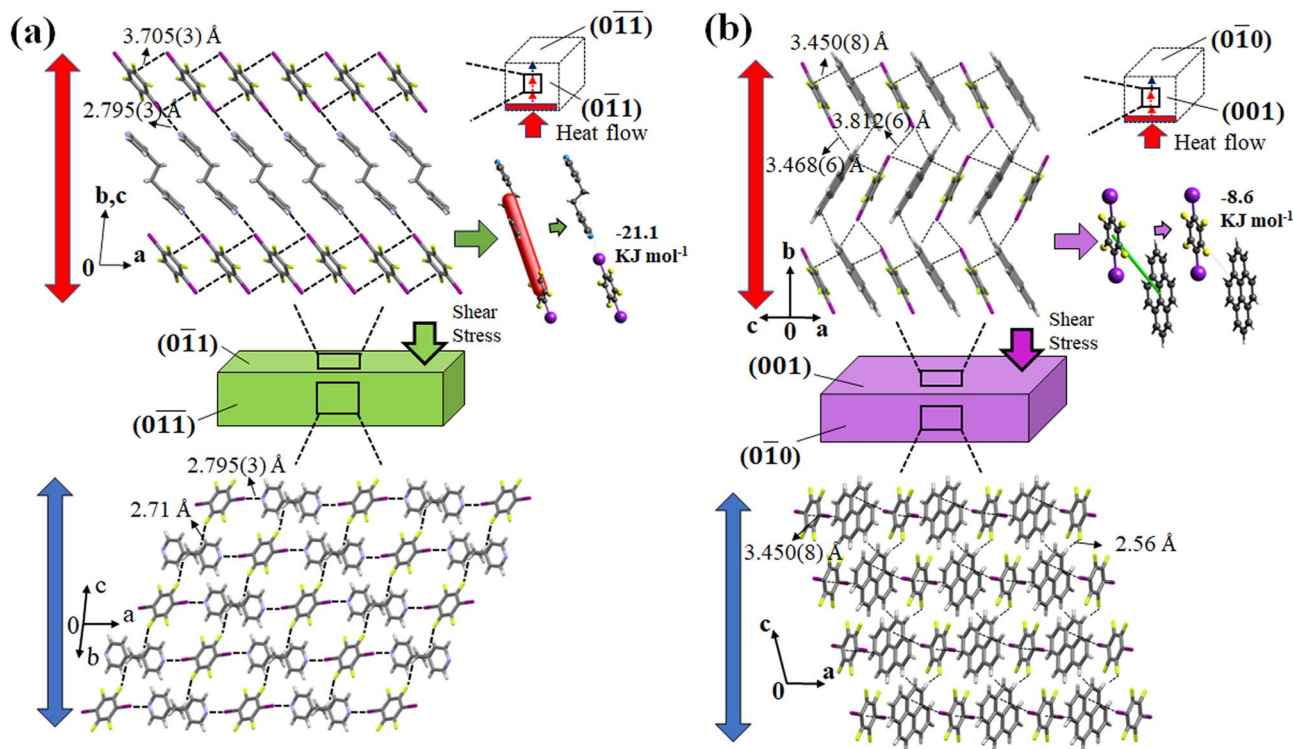 (a)
3.705(3) Å
2.795(3) Å
b,c
0
a
(01̅1̅)
(01̅1)
Heat flow
-21.1
KJ mol⁻¹
Shear
Stress
(01̅1)
(01̅1̅)
2.795(3) Å
2.71 Å
c
0
a
b
(b)
3.450(8) Å
3.812(6) Å
3.468(6) Å
b
c
0
a
(01̅0)
(001)
Heat flow
-8.6
KJ mol⁻¹
Shear
Stress
(001)
(01̅0)
3.450(8) Å
2.56 Å
c
a
0